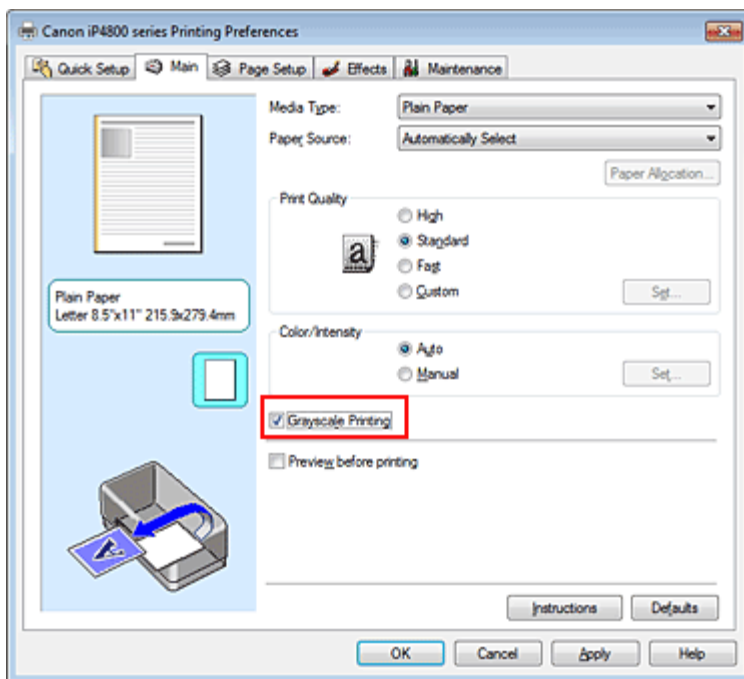 Canon iP4800 series Printing Preferences
Quick Setup Main Page Setup Effects Maintenance
Media Type: Plain Paper
Paper Source: Automatically Select
Paper Allocation...
Print Quality
High
Standard
Fast
Custom Set...
a
Plain Paper
Letter 8.5"x11" 215.9x279.4mm
Color/Intensity
Auto
Manual Set...
Grayscale Printing
Preview before printing
A
Instructions Defaults
OK Cancel Apply Help